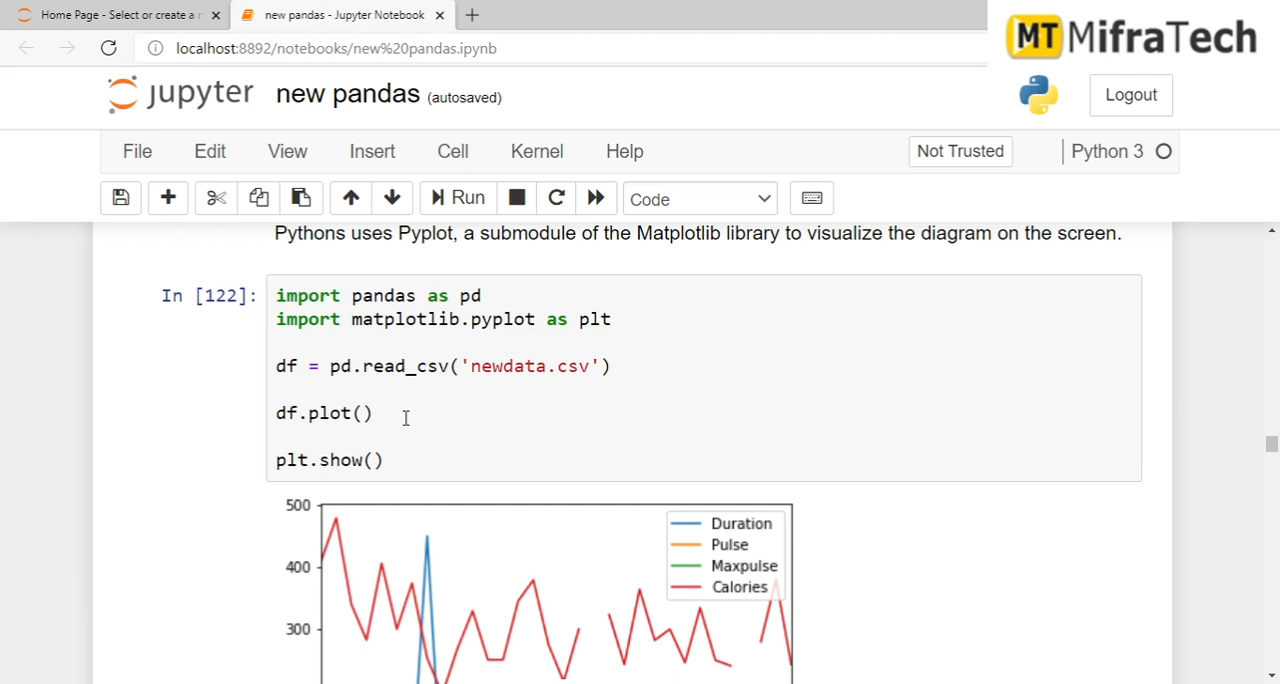 Home Page - Select or create a n
new pandas - Jupyter Notebook
localhost:8892/notebooks/new%20pandas.ipynb
MT MifraTech
jupyter new pandas (autosaved)
Logout
File Edit View Insert Cell Kernel Help
Not Trusted
Python 3
Run
Code
Pythons uses Pyplot, a submodule of the Matplotlib library to visualize the diagram on the screen.
In [122]:
import pandas as pd
import matplotlib.pyplot as plt
df = pd.read_csv('newdata.csv')
df.plot()
plt.show()
500
400
300
Duration
Pulse
Maxpulse
Calories